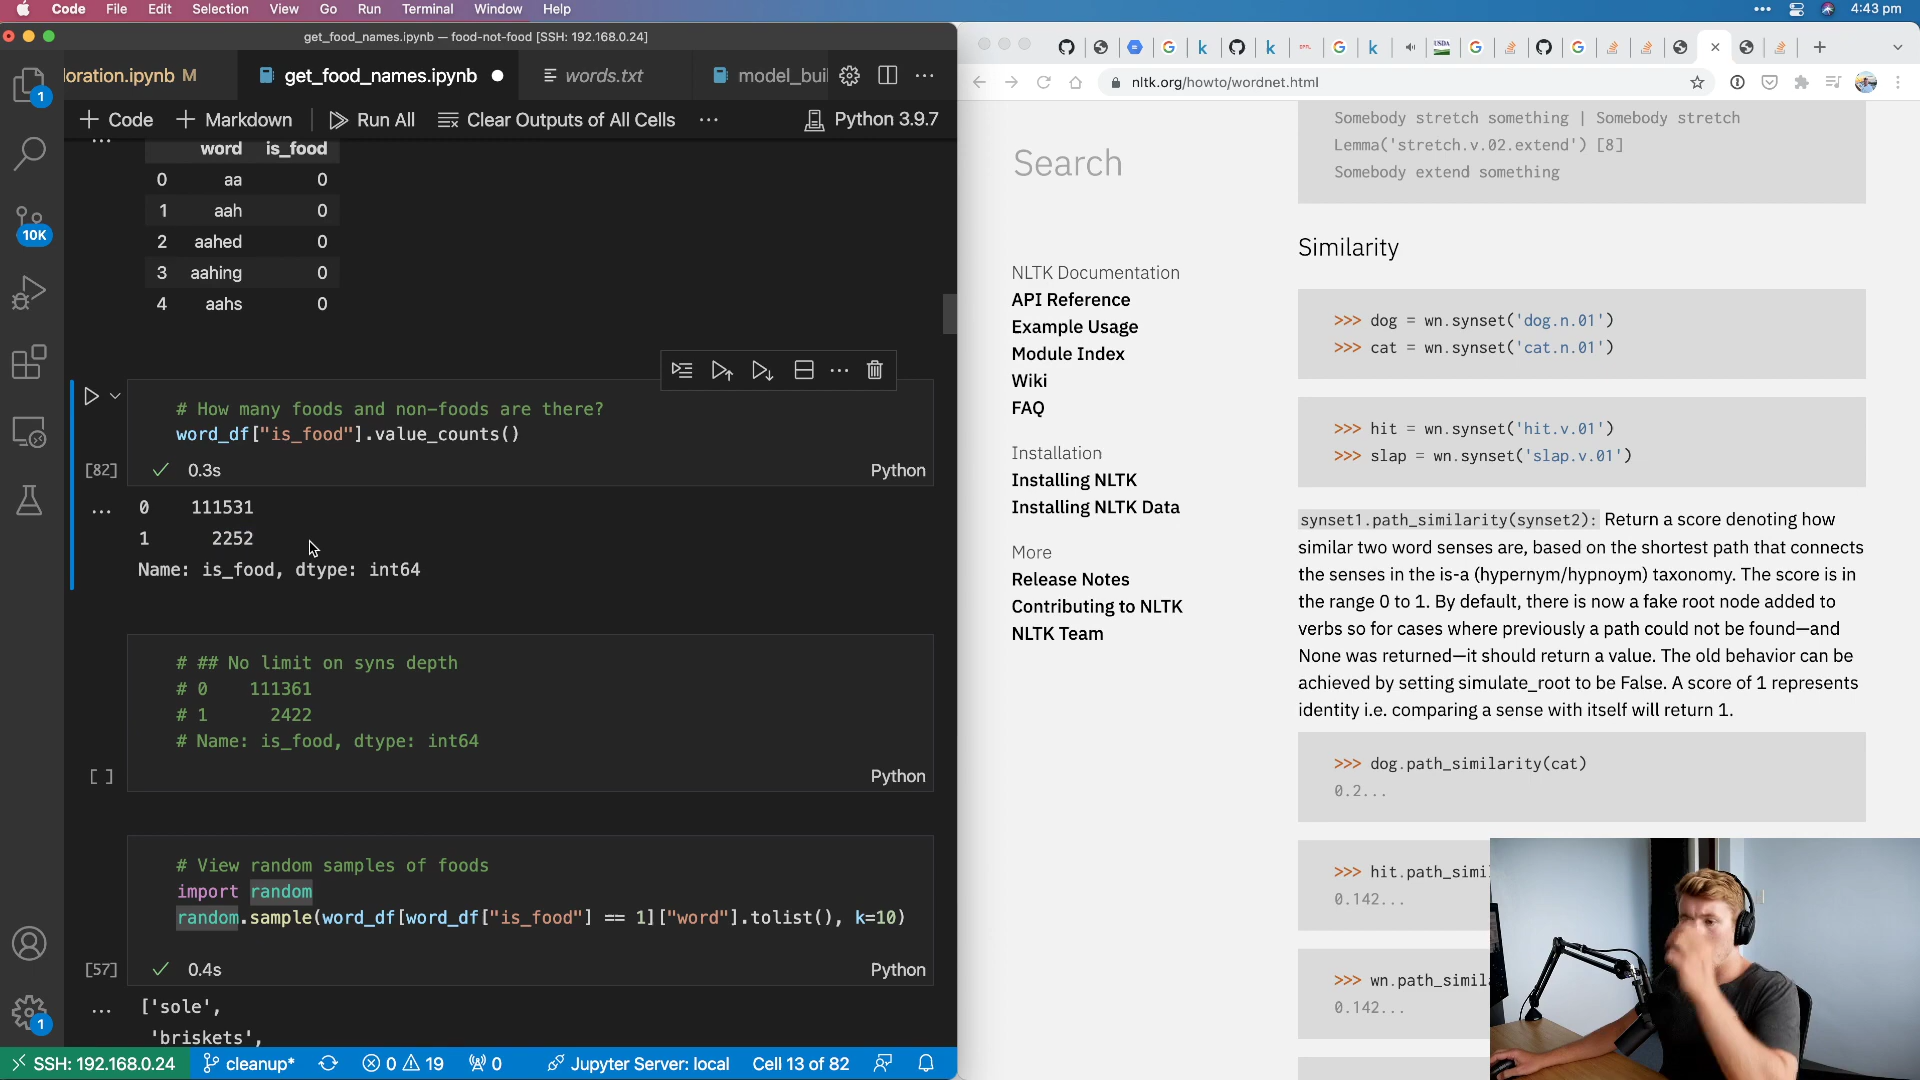 Code File Edit Selection View Go Run Terminal Window Help 4:43 pm
get_food_names.ipynb — food-not-food [SSH: 192.168.0.24]
loration.ipynb M get_food_names.ipynb words.txt model_buil
Code Markdown Run All Clear Outputs of All Cells ... Python 3.9.7
1
10K
1
word is_food
0 aa 0
1 aah 0
2 aahed 0
3 aahing 0
4 aahs 0
# How many foods and non-foods are there?
word_df["is_food"].value_counts()
[82] 0.3s Python
0 111531
1 2252
Name: is_food, dtype: int64
# ## No limit on syns depth
# 0 111361
# 1 2422
# Name: is_food, dtype: int64
[ ] Python
# View random samples of foods
import random
random.sample(word_df[word_df["is_food"] == 1]["word"].tolist(), k=10)
[57] 0.4s Python
['sole',
'briskets',
SSH: 192.168.0.24 cleanup* 0 19 0 Jupyter Server: local Cell 13 of 82
nltk.org/howto/wordnet.html
Search
NLTK Documentation
API Reference
Example Usage
Module Index
Wiki
FAQ
Installation
Installing NLTK
Installing NLTK Data
More
Release Notes
Contributing to NLTK
NLTK Team
Somebody stretch something | Somebody stretch
Lemma('stretch.v.02.extend') [8]
Somebody extend something
Similarity
>>> dog = wn.synset('dog.n.01')
>>> cat = wn.synset('cat.n.01')
>>> hit = wn.synset('hit.v.01')
>>> slap = wn.synset('slap.v.01')
synset1.path_similarity(synset2): Return a score denoting how
similar two word senses are, based on the shortest path that connects
the senses in the is-a (hypernym/hypnoym) taxonomy. The score is in
the range 0 to 1. By default, there is now a fake root node added to
verbs so for cases where previously a path could not be found—and
None was returned—it should return a value. The old behavior can be
achieved by setting simulate_root to be False. A score of 1 represents
identity i.e. comparing a sense with itself will return 1.
>>> dog.path_similarity(cat)
0.2...
>>> hit.path_simi
0.142...
>>> wn.path_simil
0.142...